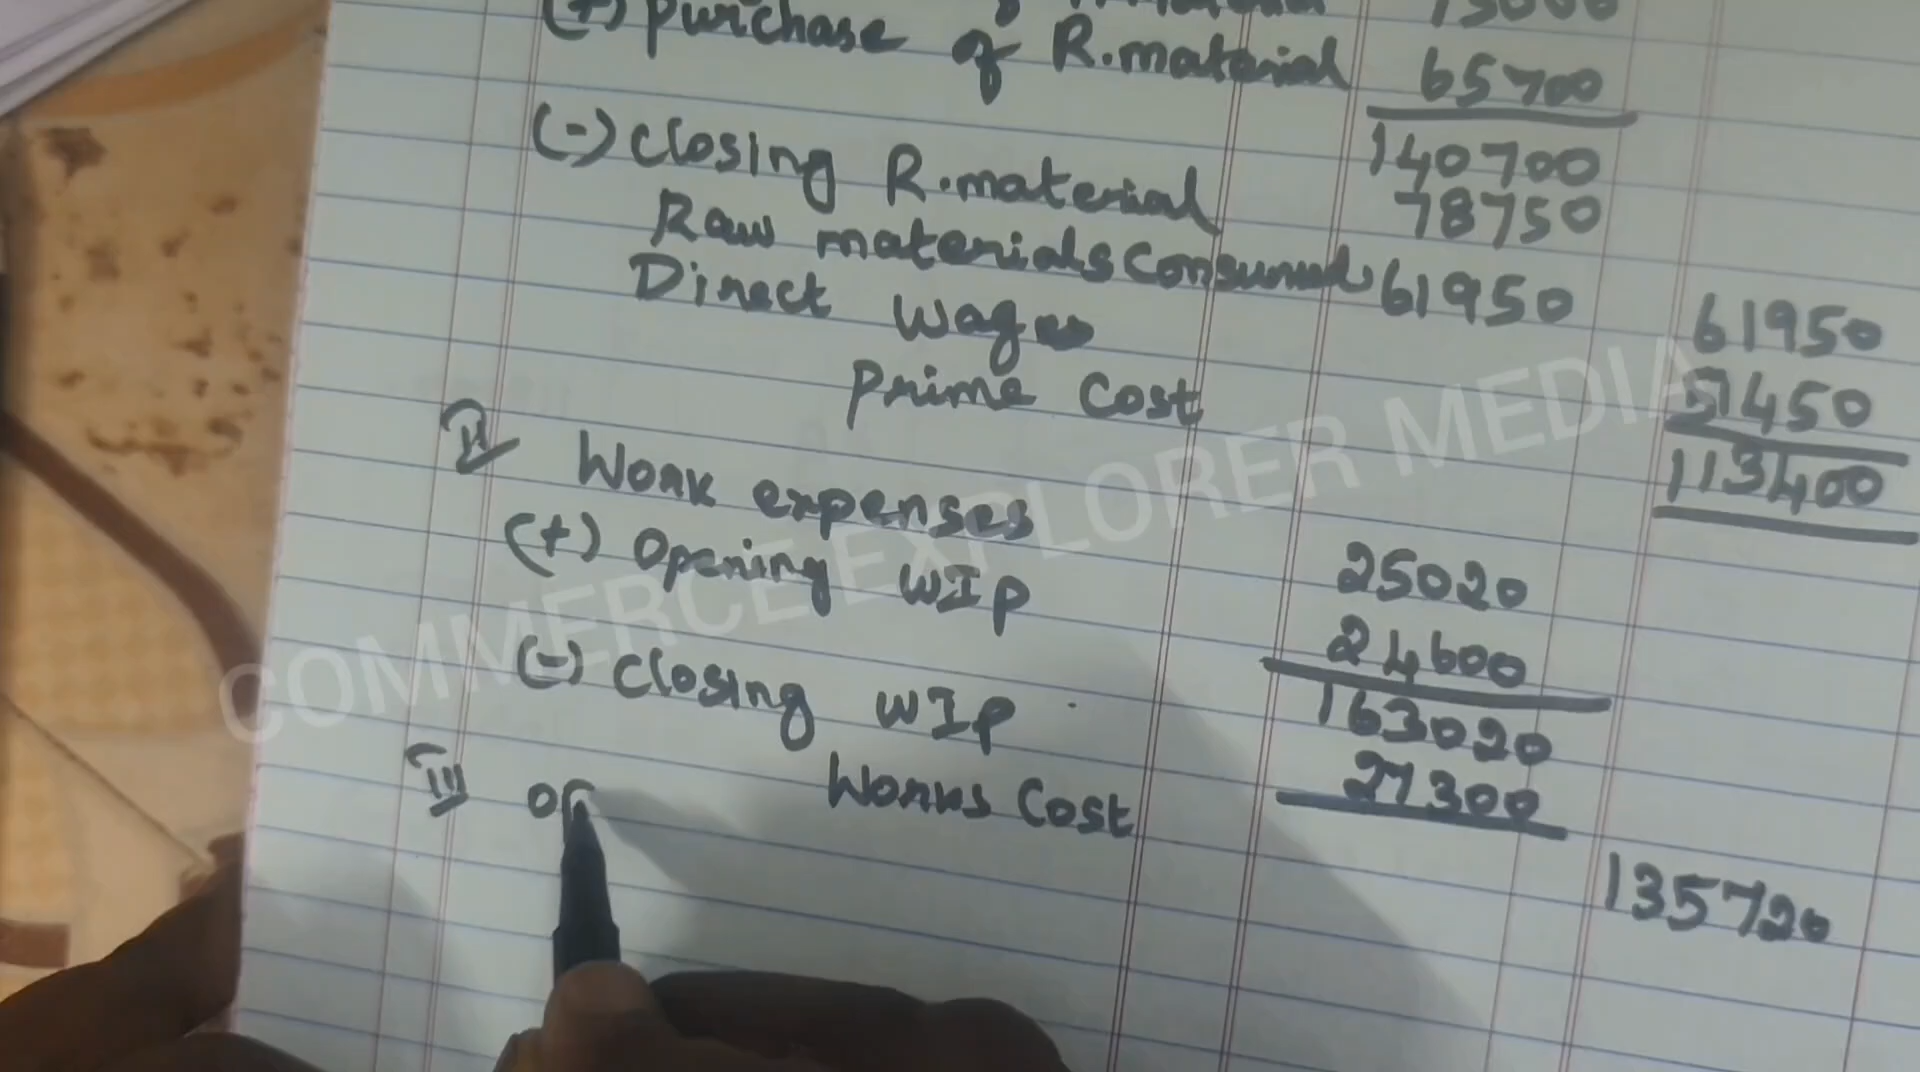 (+) Purchase of R.material 65700
140700
(-) Closing R.material 78750
Raw materials Consumed 61950 61950
Direct Wages 51450
Prime Cost 113400
II Work expenses 25020
(+) Opening WIP 24600
163020
(-) Closing WIP 27300
Works Cost 135720
III OF
COMMERCE EXPLORER MEDIA